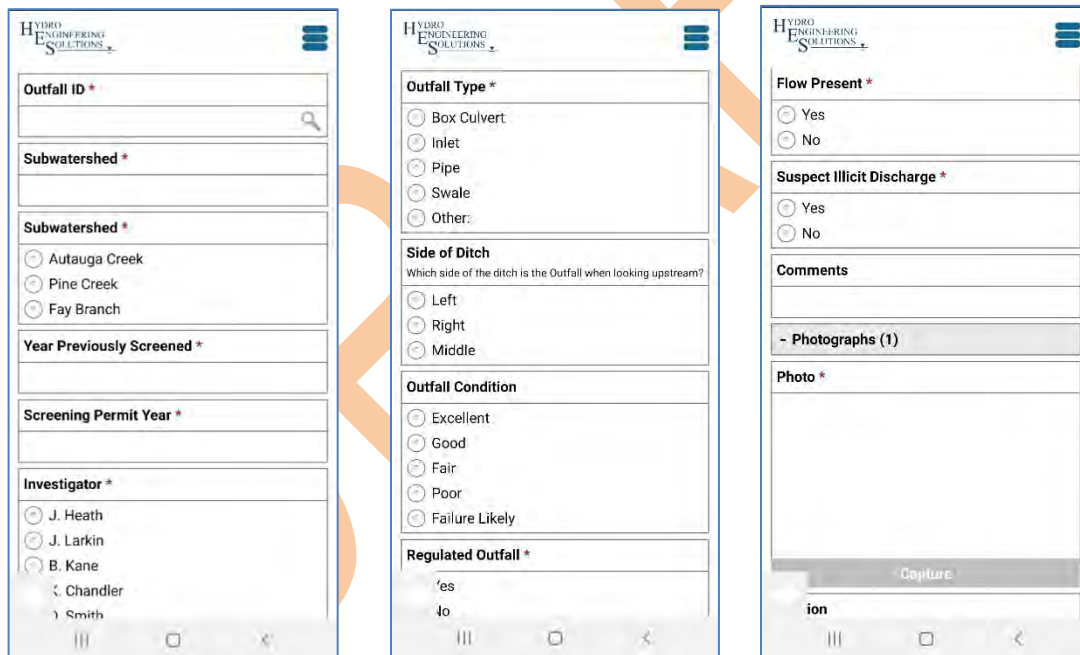 HYDRO
ENGINEERING
SOLUTIONS
Outfall ID *
Subwatershed *
Subwatershed *
Autauga Creek
Pine Creek
Fay Branch
Year Previously Screened *
Screening Permit Year *
Investigator *
J. Heath
J. Larkin
B. Kane
Chandler
Smith
HYDRO
ENGINEERING
SOLUTIONS
Outfall Type *
Box Culvert
Inlet
Pipe
Swale
Other:
Side of Ditch
Which side of the ditch is the Outfall when looking upstream?
Left
Right
Middle
Outfall Condition
Excellent
Good
Fair
Poor
Failure Likely
Regulated Outfall *
HYDRO
ENGINEERING
SOLUTIONS
Flow Present *
Yes
No
Suspect Illicit Discharge *
Yes
No
Comments
- Photographs (1)
Photo *
Capture